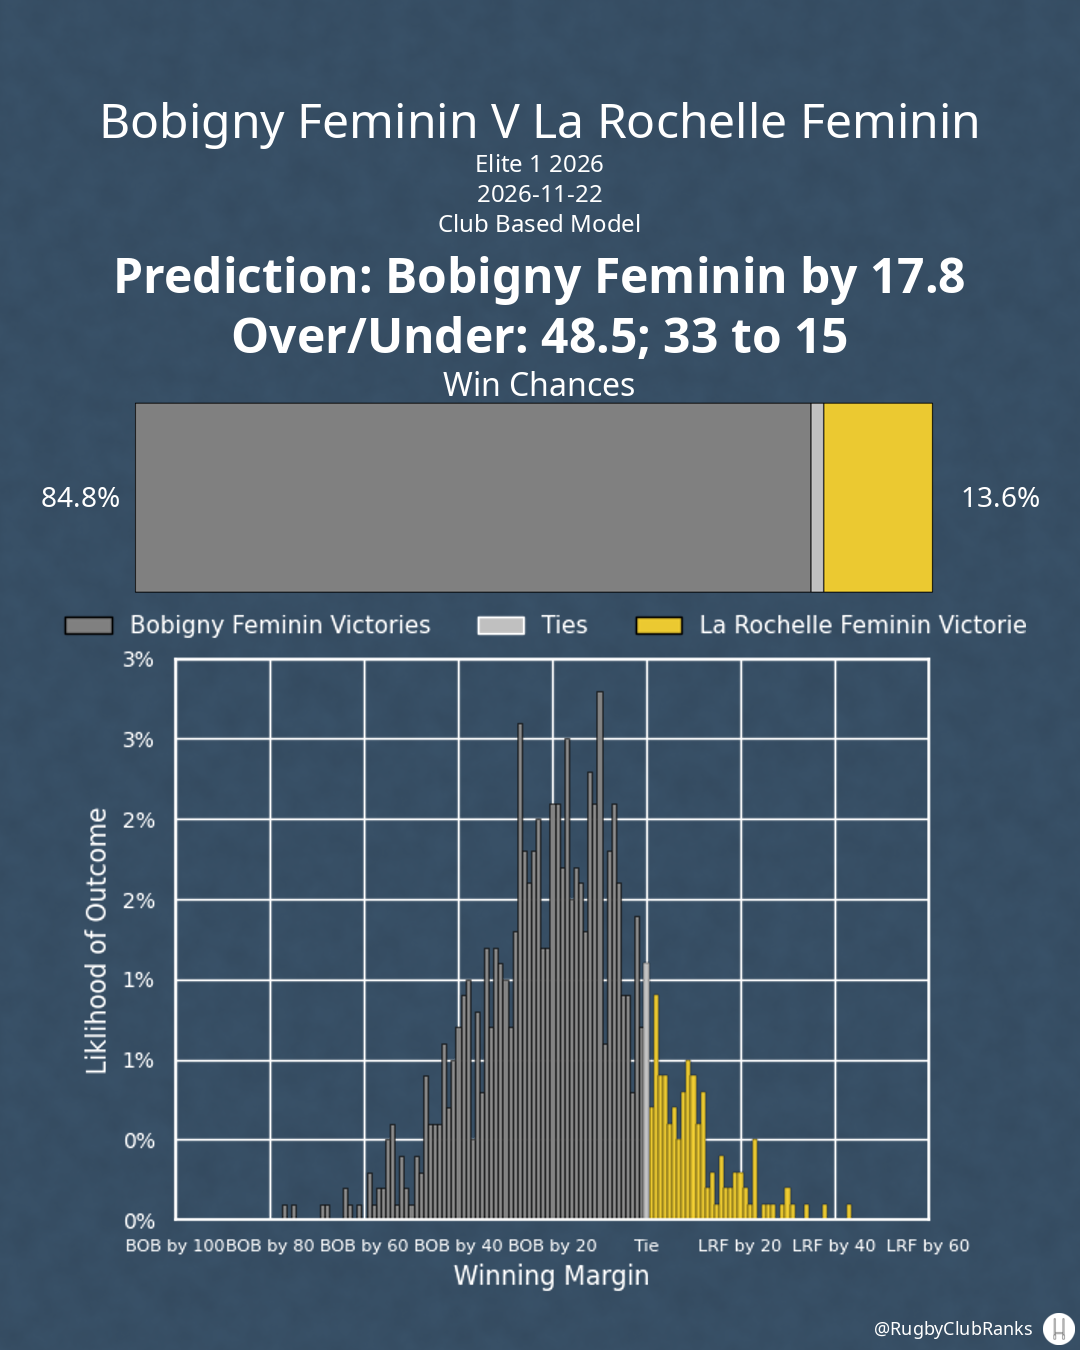 Bobigny Feminin V La Rochelle Feminin
Elite 1 2026
2026-11-22
Club Based Model
Prediction: Bobigny Feminin by 17.8
Over/Under: 48.5; 33 to 15
Win Chances
84.8%
13.6%
Bobigny Feminin Victories
Ties
La Rochelle Feminin Victorie
3%
3%
2%
2%
1%
1%
0%
0%
Liklihood of Outcome
BOB by 100
BOB by 80
BOB by 60
BOB by 40
BOB by 20
Tie
LRF by 20
LRF by 40
LRF by 60
Winning Margin
@RugbyClubRanks